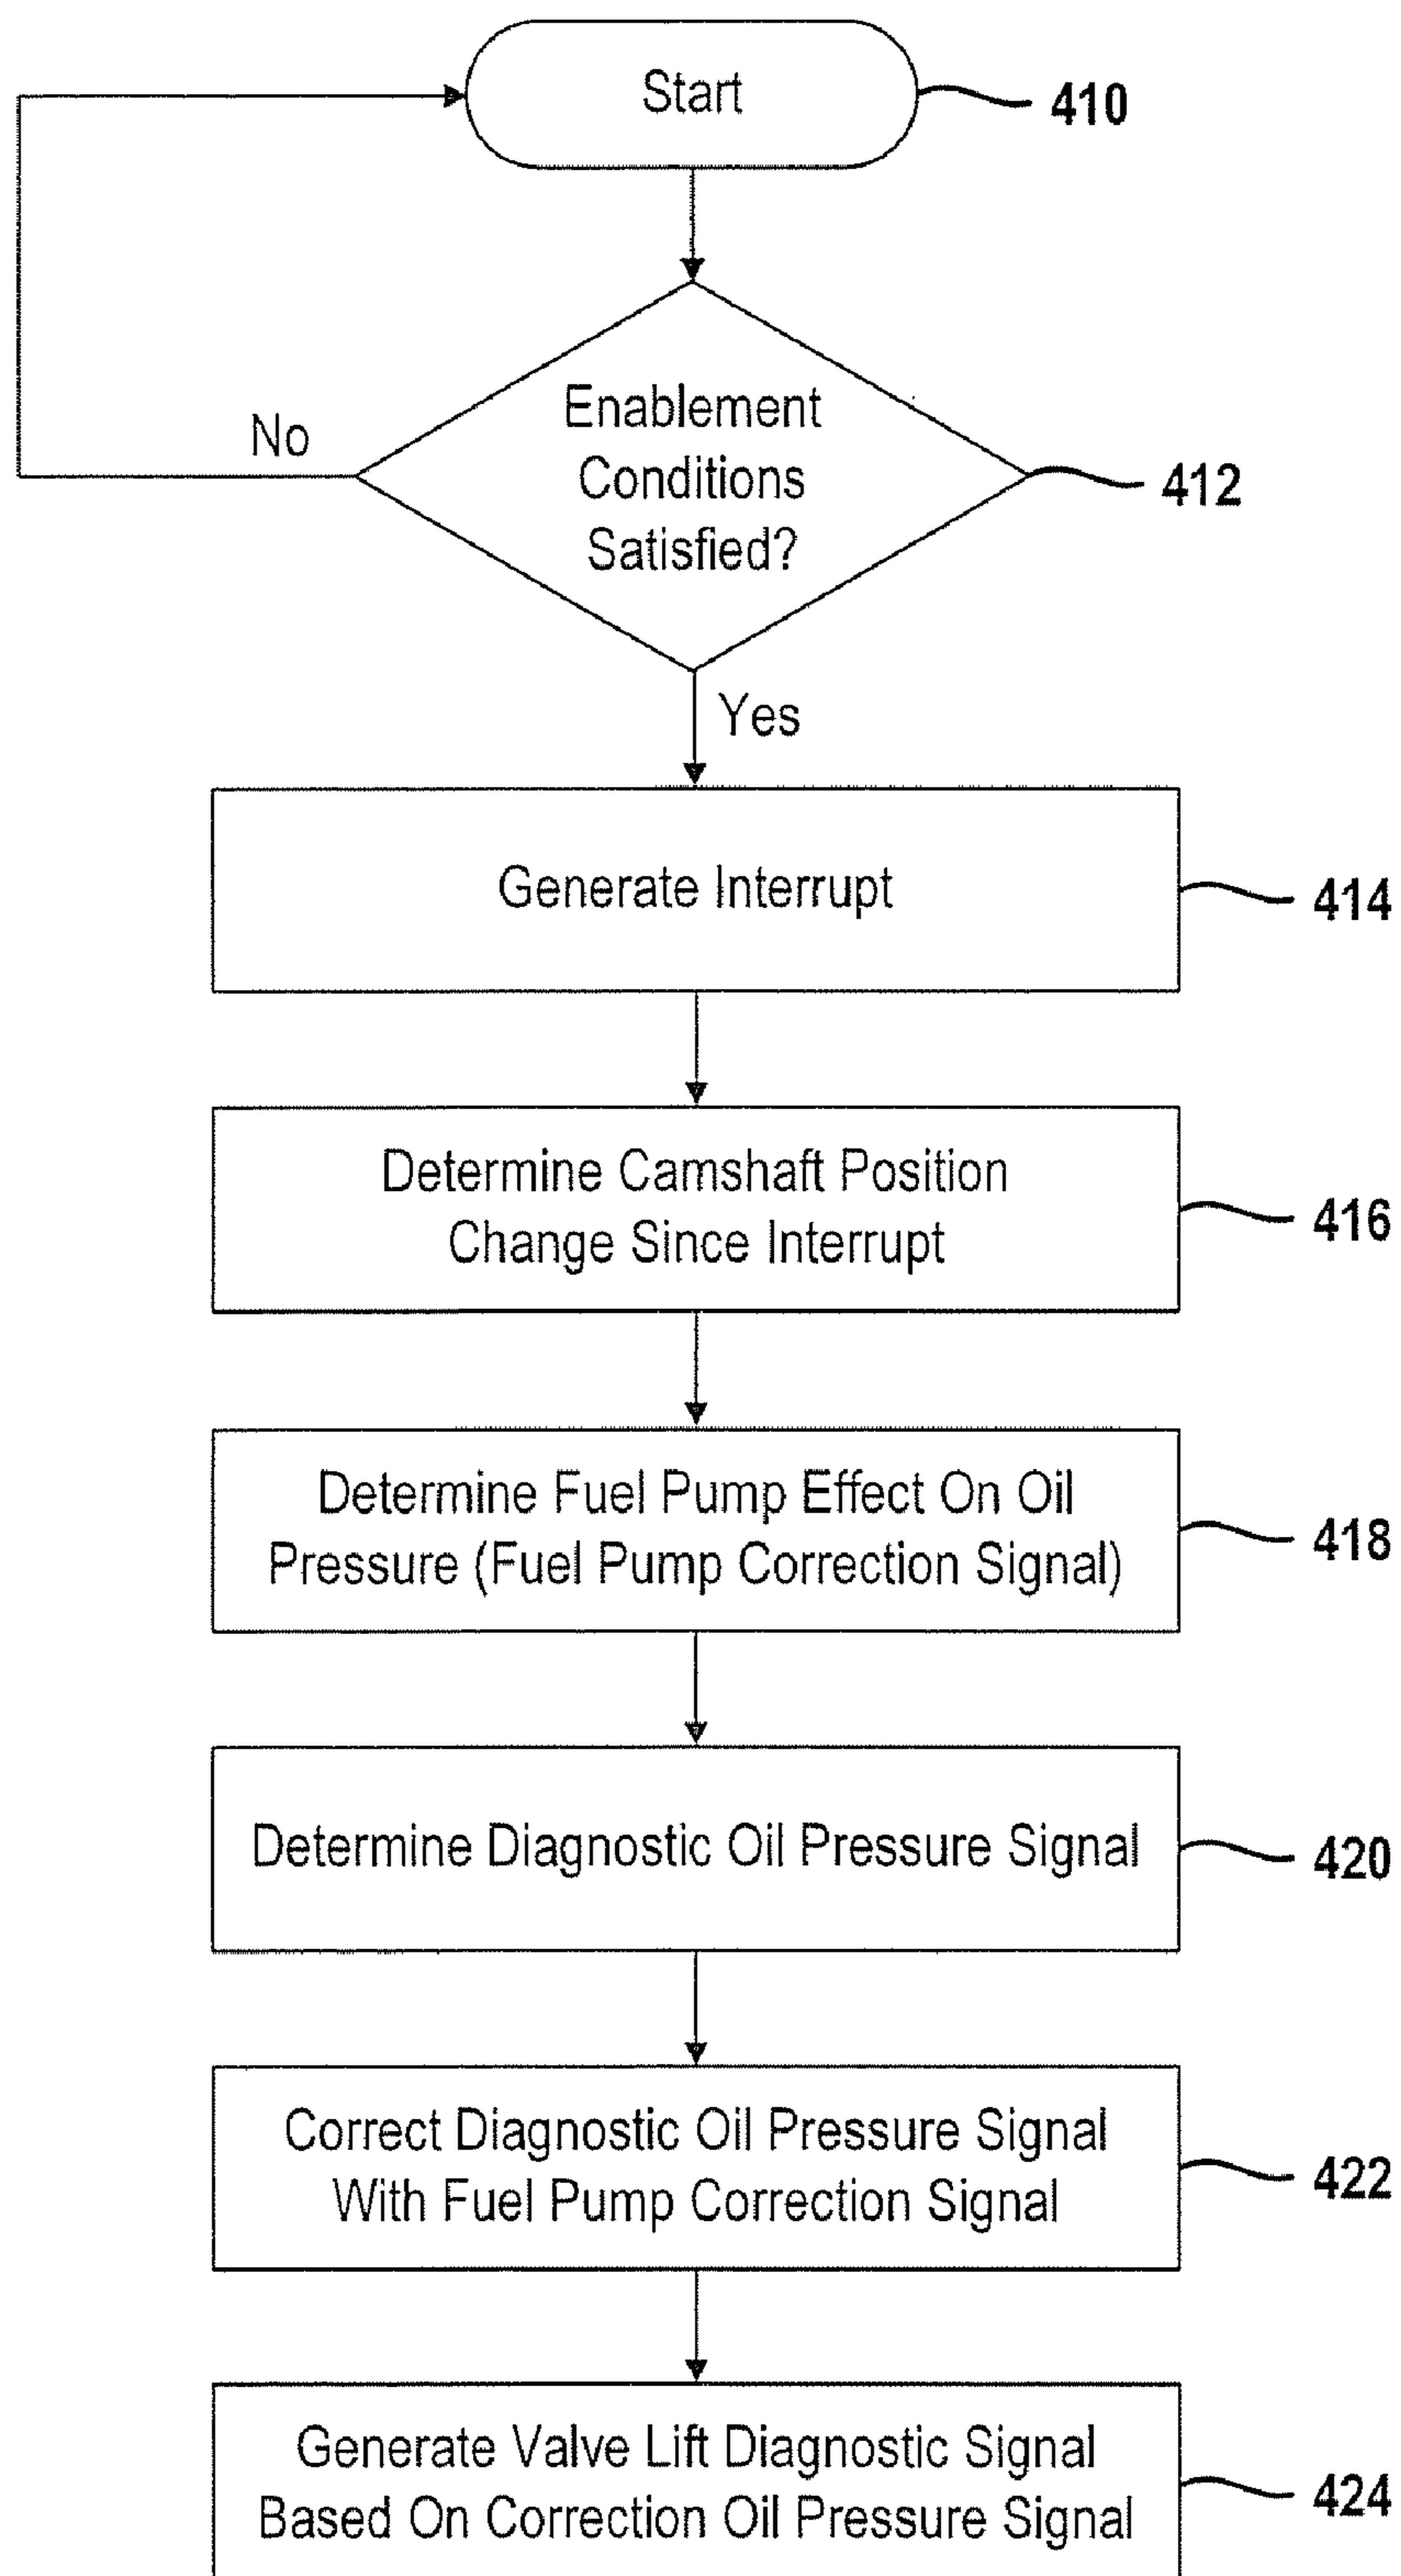 Start
410
Enablement
Conditions
Satisfied?
No
412
Yes
Generate Interrupt
414
Determine Camshaft Position
Change Since Interrupt
416
Determine Fuel Pump Effect On Oil
Pressure (Fuel Pump Correction Signal)
418
Determine Diagnostic Oil Pressure Signal
420
Correct Diagnostic Oil Pressure Signal
With Fuel Pump Correction Signal
422
Generate Valve Lift Diagnostic Signal
Based On Correction Oil Pressure Signal
424